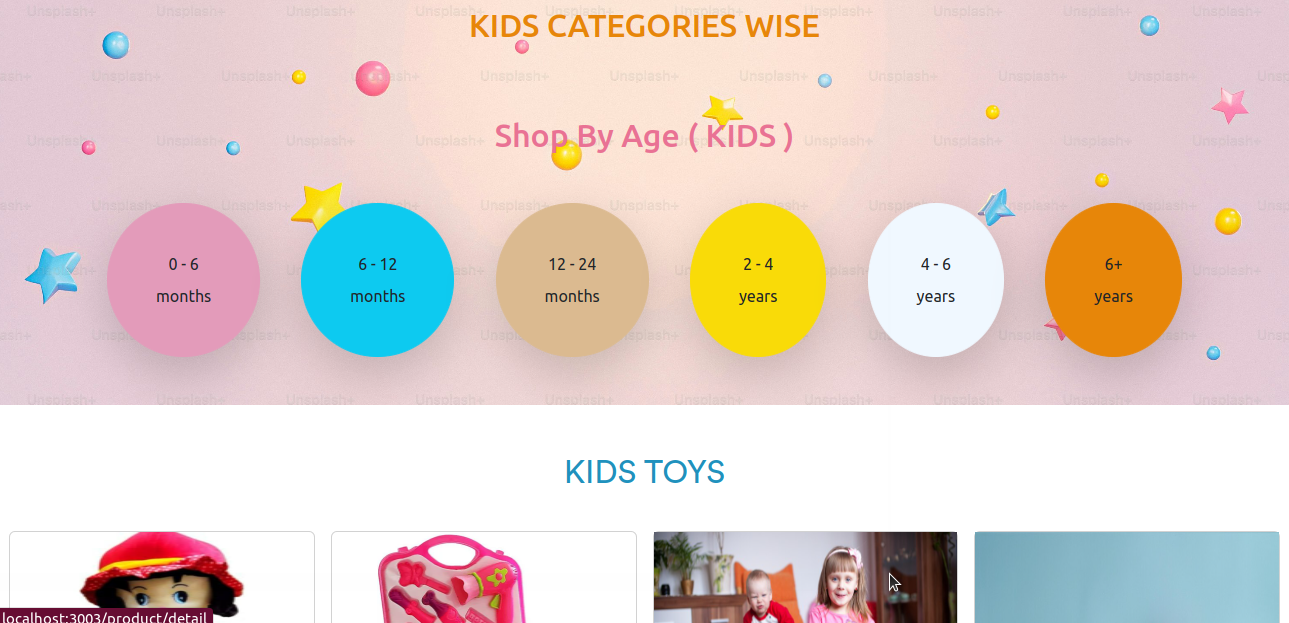 KIDS CATEGORIES WISE
Shop By Age ( KIDS )
0 - 6
months
6 - 12
months
12 - 24
months
2 - 4
years
4 - 6
years
6+
years
KIDS TOYS
localhost:3003/product/detail
Unsplash+